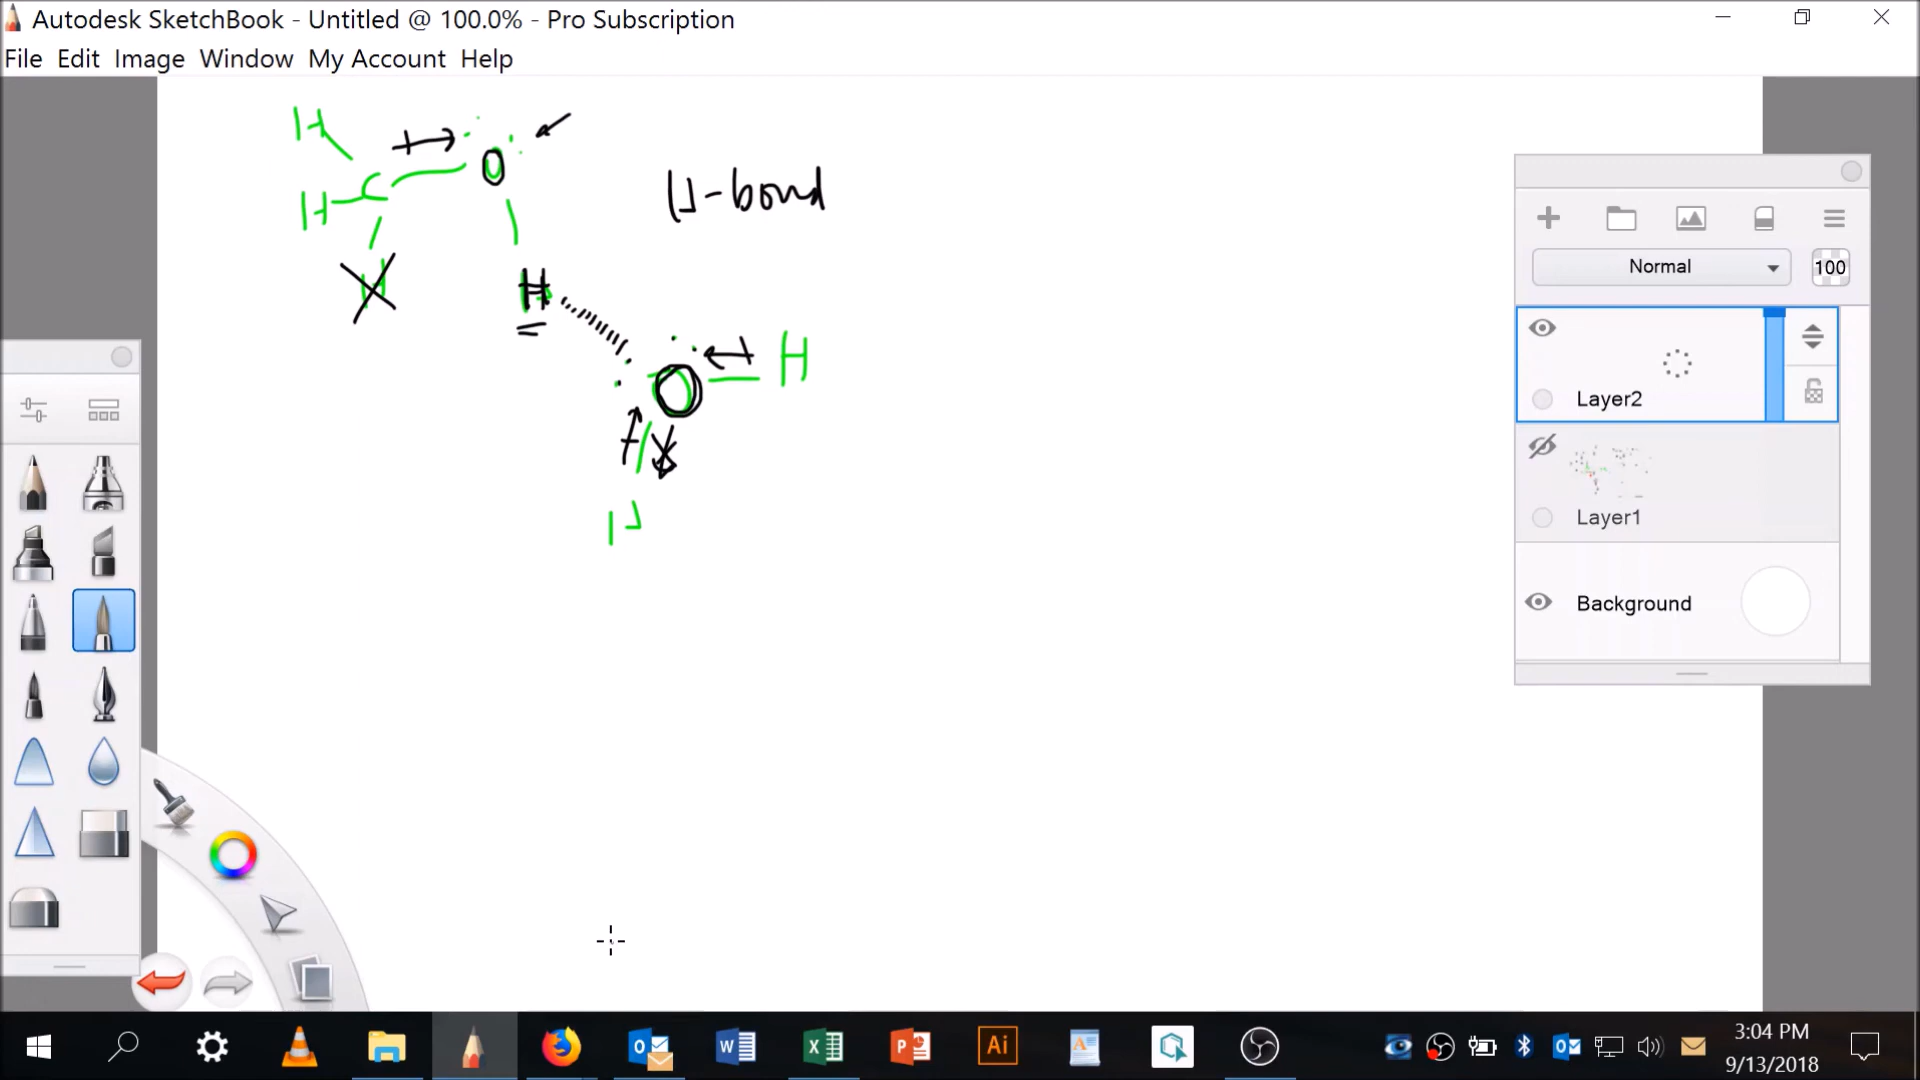 Autodesk SketchBook - Untitled @ 100.0% - Pro Subscription
File Edit Image Window My Account Help
H
C O
H
H-bond
H
H
O H
H
Normal 100
Layer2
Layer1
Background
3:04 PM
9/13/2018